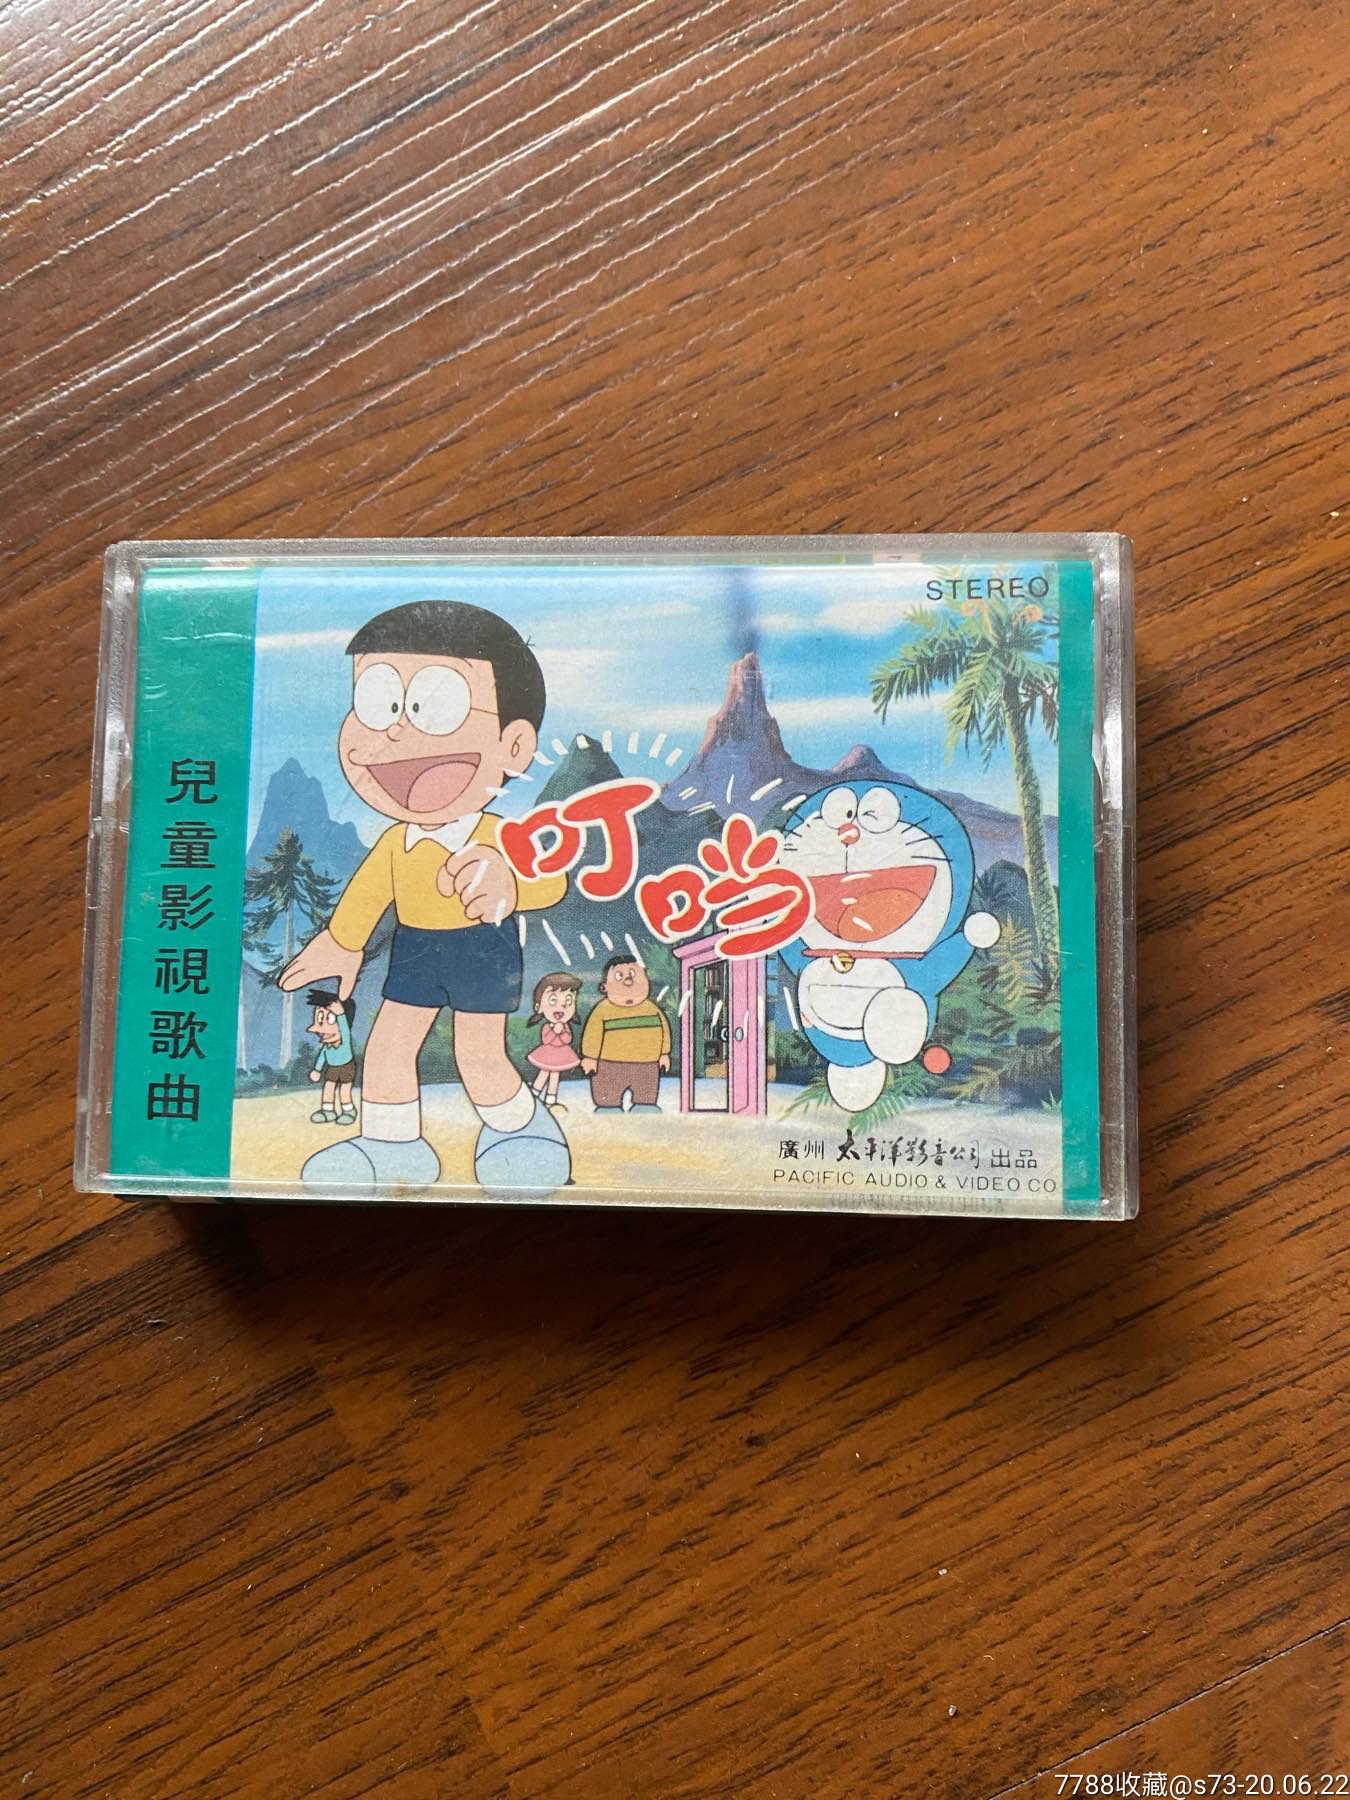 STEREO
兒童影視歌曲
叮
当
廣州 太平洋影音公司 出品
PACIFIC AUDIO & VIDEO CO
7788收藏@s73-20.06.22